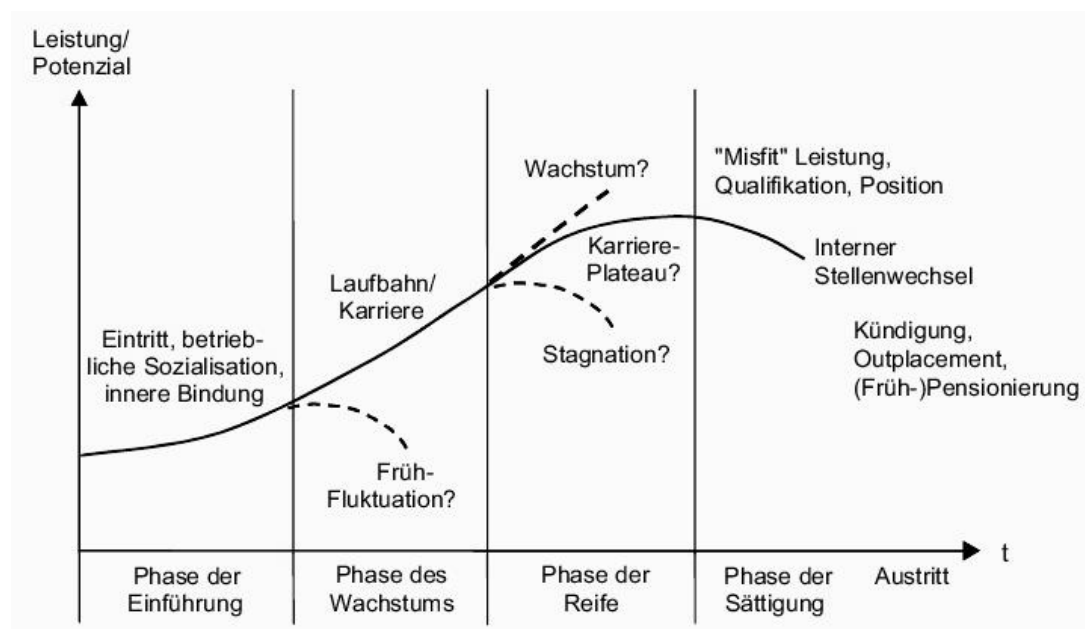 Leistung/
Potenzial
Wachstum?
"Misfit" Leistung,
Qualifikation, Position
Karriere-
Plateau?
Interner
Stellenwechsel
Laufbahn/
Karriere
Eintritt, betrieb-
liche Sozialisation,
innere Bindung
Stagnation?
Kündigung,
Outplacement,
(Früh-)Pensionierung
Früh-
Fluktuation?
t
Phase der
Einführung
Phase des
Wachstums
Phase der
Reife
Phase der
Sättigung
Austritt